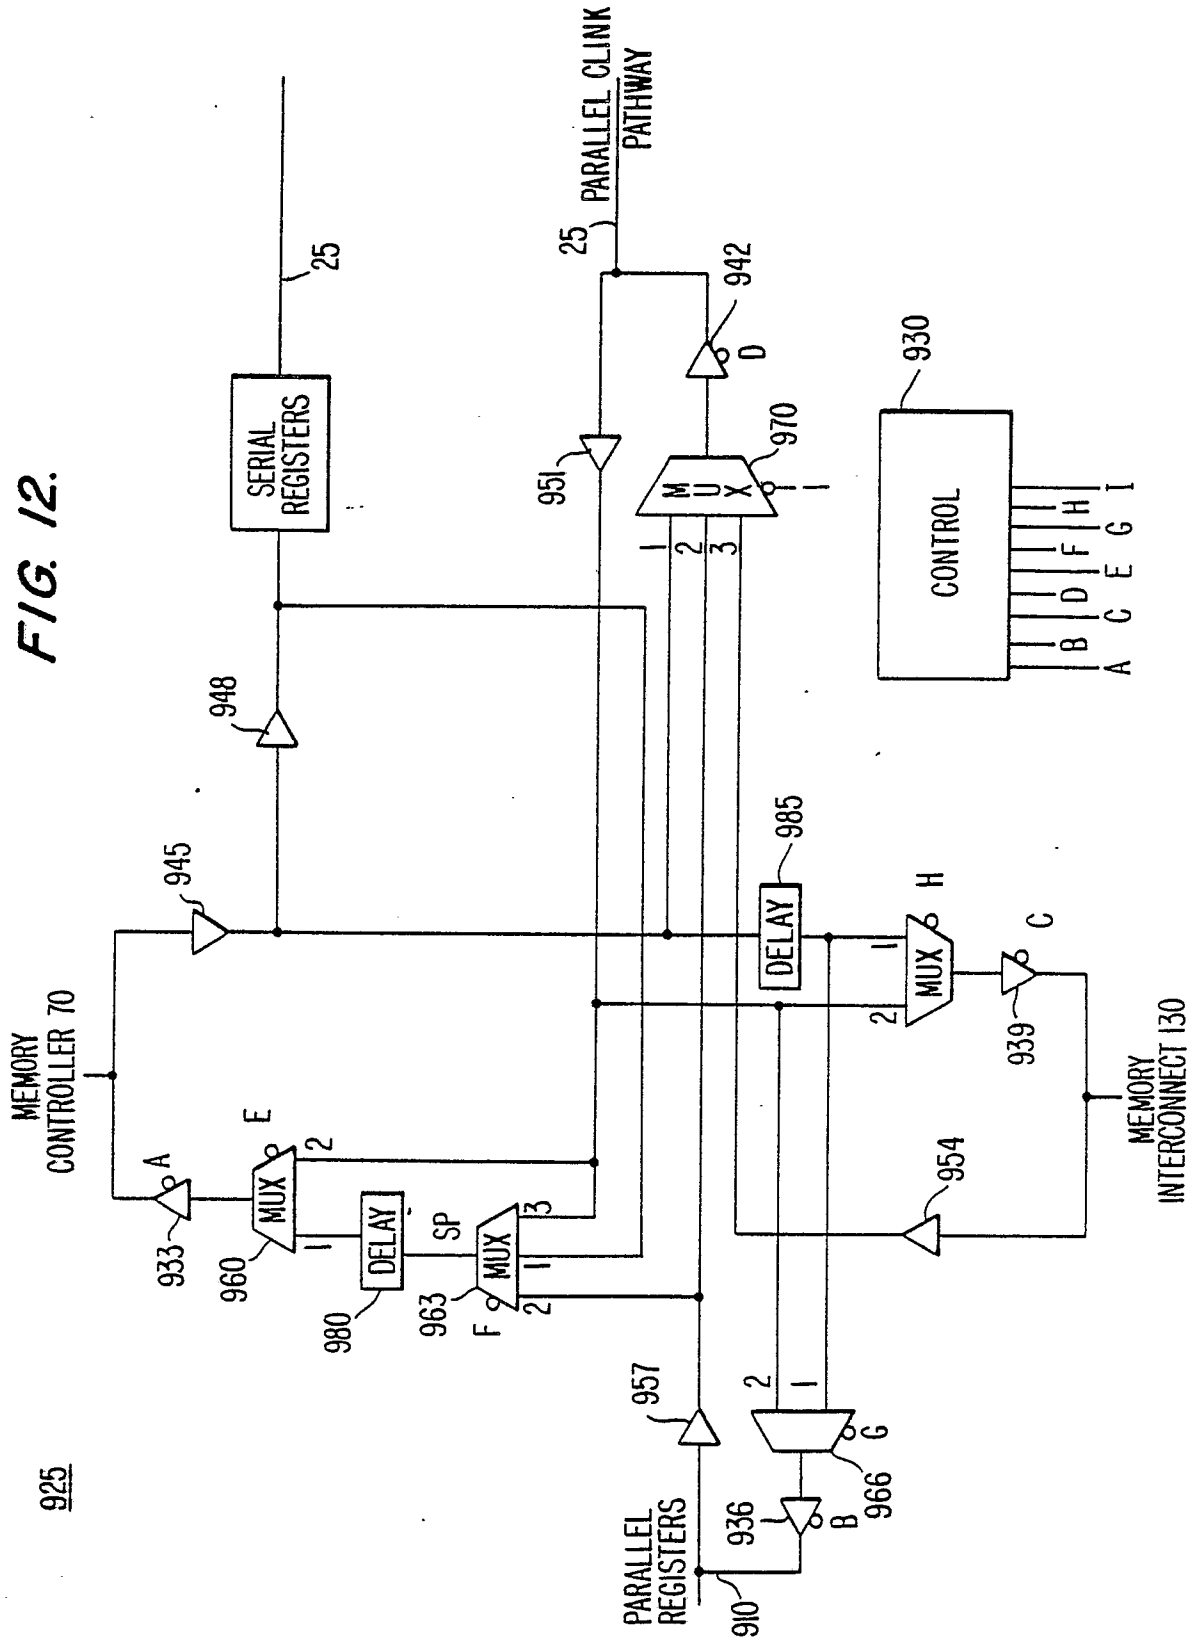 FIG. 12.
925
MEMORY
CONTROLLER 70
933
A
945
948
SERIAL
REGISTERS
25
960
MUX
E
1
2
980
DELAY
SP
963
MUX
F
2
1
3
951
25
PARALLEL CLINK
PATHWAY
PARALLEL
REGISTERS
957
910
936
B
966
G
2
1
1
2
3
MUX
970
I
942
D
DELAY
985
2
1
MUX
H
939
C
954
MEMORY
INTERCONNECT 130
CONTROL
930
A
B
C
D
E
F
G
H
I